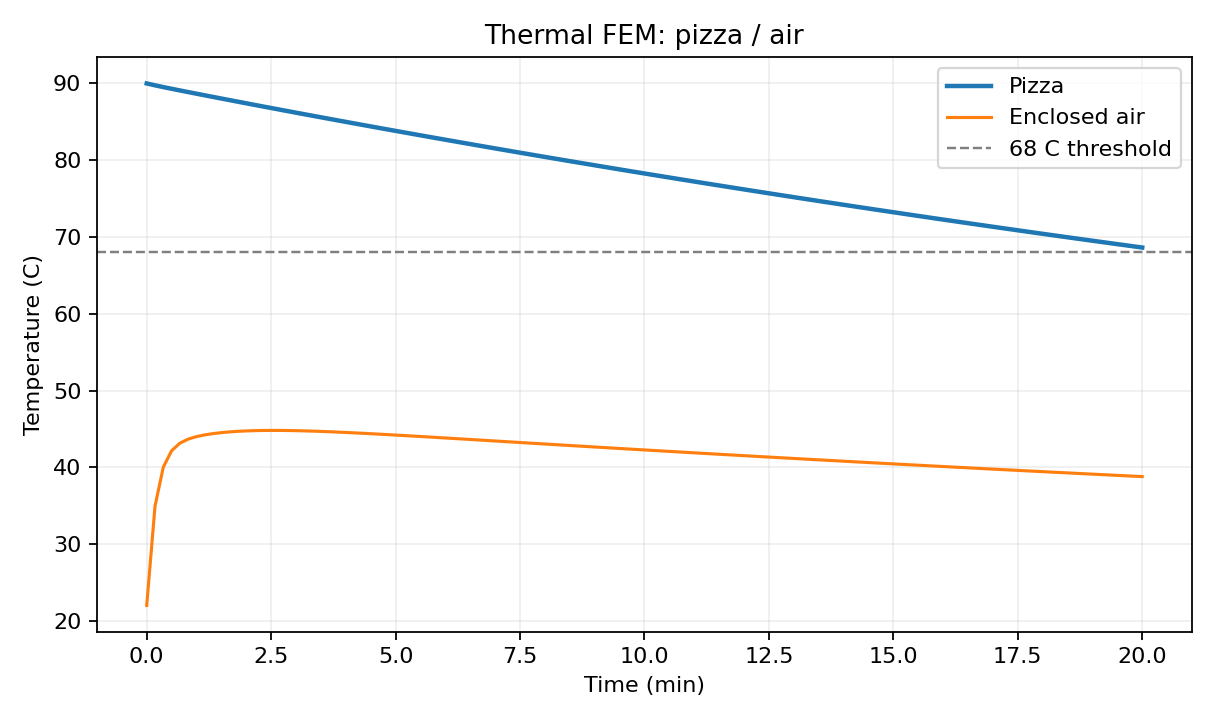 Thermal FEM: pizza / air
Pizza
Enclosed air
68 C threshold
90
80
70
60
50
40
30
20
Temperature (C)
0.0 2.5 5.0 7.5 10.0 12.5 15.0 17.5 20.0
Time (min)